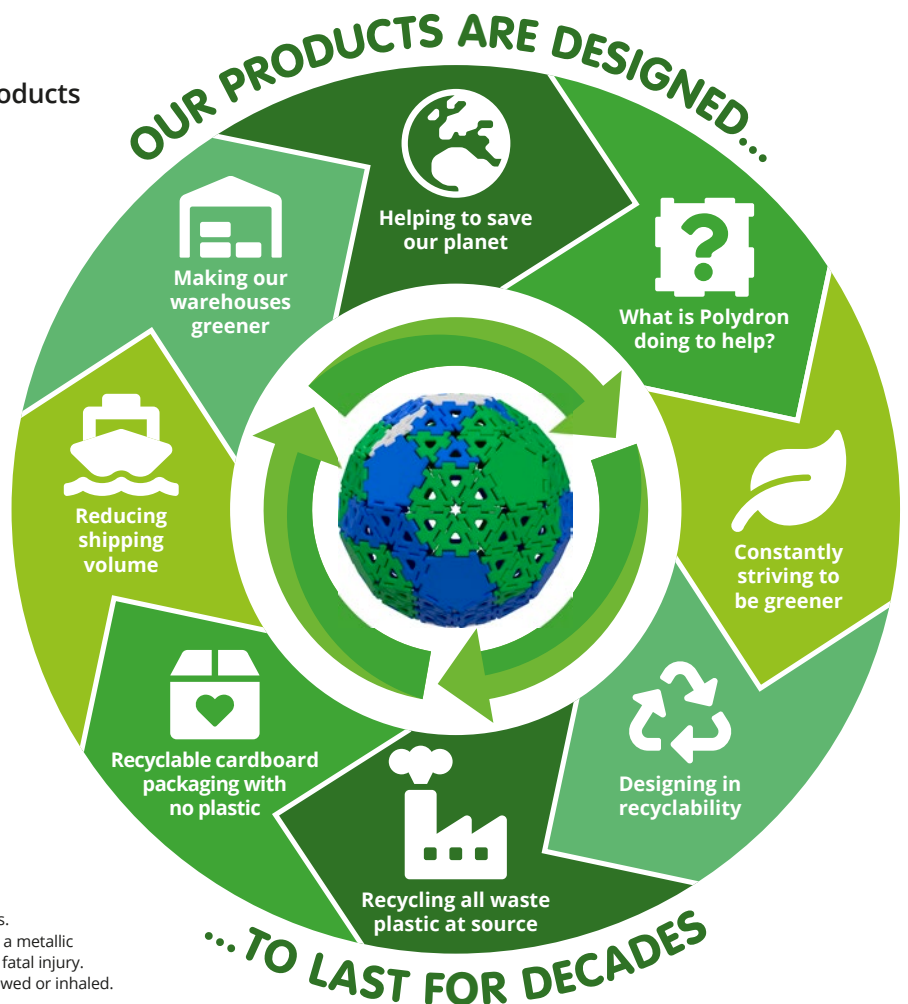 OUR PRODUCTS ARE DESIGNED...
Helping to save
our planet
?
What is Polydron
doing to help?
Constantly
striving to
be greener
Designing in
recyclability
Recycling all waste
plastic at source
Recyclable cardboard
packaging with
no plastic
Reducing
shipping
volume
Making our
warehouses
greener
...TO LAST FOR DECADES
a metallic
fatal injury.
or inhaled.